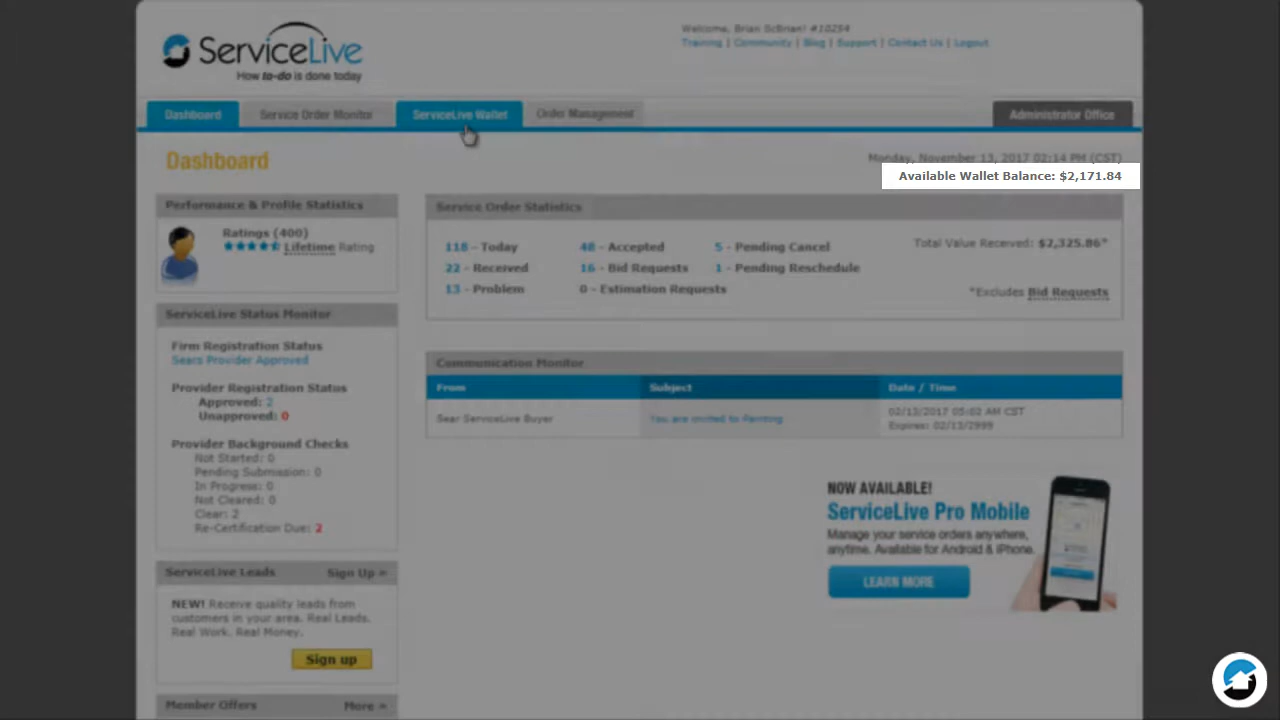 ServiceLive
How to-do is done today
Welcome, Brian ScBrian! #10254
Training | Community | Blog | Support | Contact Us | Logout
Dashboard
Service Order Monitor
ServiceLive Wallet
Order Management
Administrator Office
Dashboard
Monday, November 13, 2017 02:14 PM (CST)
Available Wallet Balance: $2,171.84
Performance & Profile Statistics
Ratings (400)
Lifetime Rating
ServiceLive Status Monitor
Firm Registration Status
Sears Provider Approved
Provider Registration Status
Approved: 2
Unapproved: 0
Provider Background Checks
Not Started: 0
Pending Submission: 0
In Progress: 0
Not Cleared: 0
Clear: 2
Re-Certification Due: 2
ServiceLive Leads Sign Up »
NEW! Receive quality leads from
customers in your area. Real Leads.
Real Work. Real Money.
Sign up
Member Offers More »
Service Order Statistics
118 - Today 48 - Accepted 5 - Pending Cancel
22 - Received 16 - Bid Requests 1 - Pending Reschedule
13 - Problem 0 - Estimation Requests
Total Value Received: $2,325.86*
*Excludes Bid Requests
Communication Monitor
From Subject Date / Time
Sear ServiceLive Buyer You are invited to Painting 02/13/2017 05:02 AM CST
Expires: 02/13/2999
NOW AVAILABLE!
ServiceLive Pro Mobile
Manage your service orders anywhere,
anytime. Available for Android & iPhone.
LEARN MORE